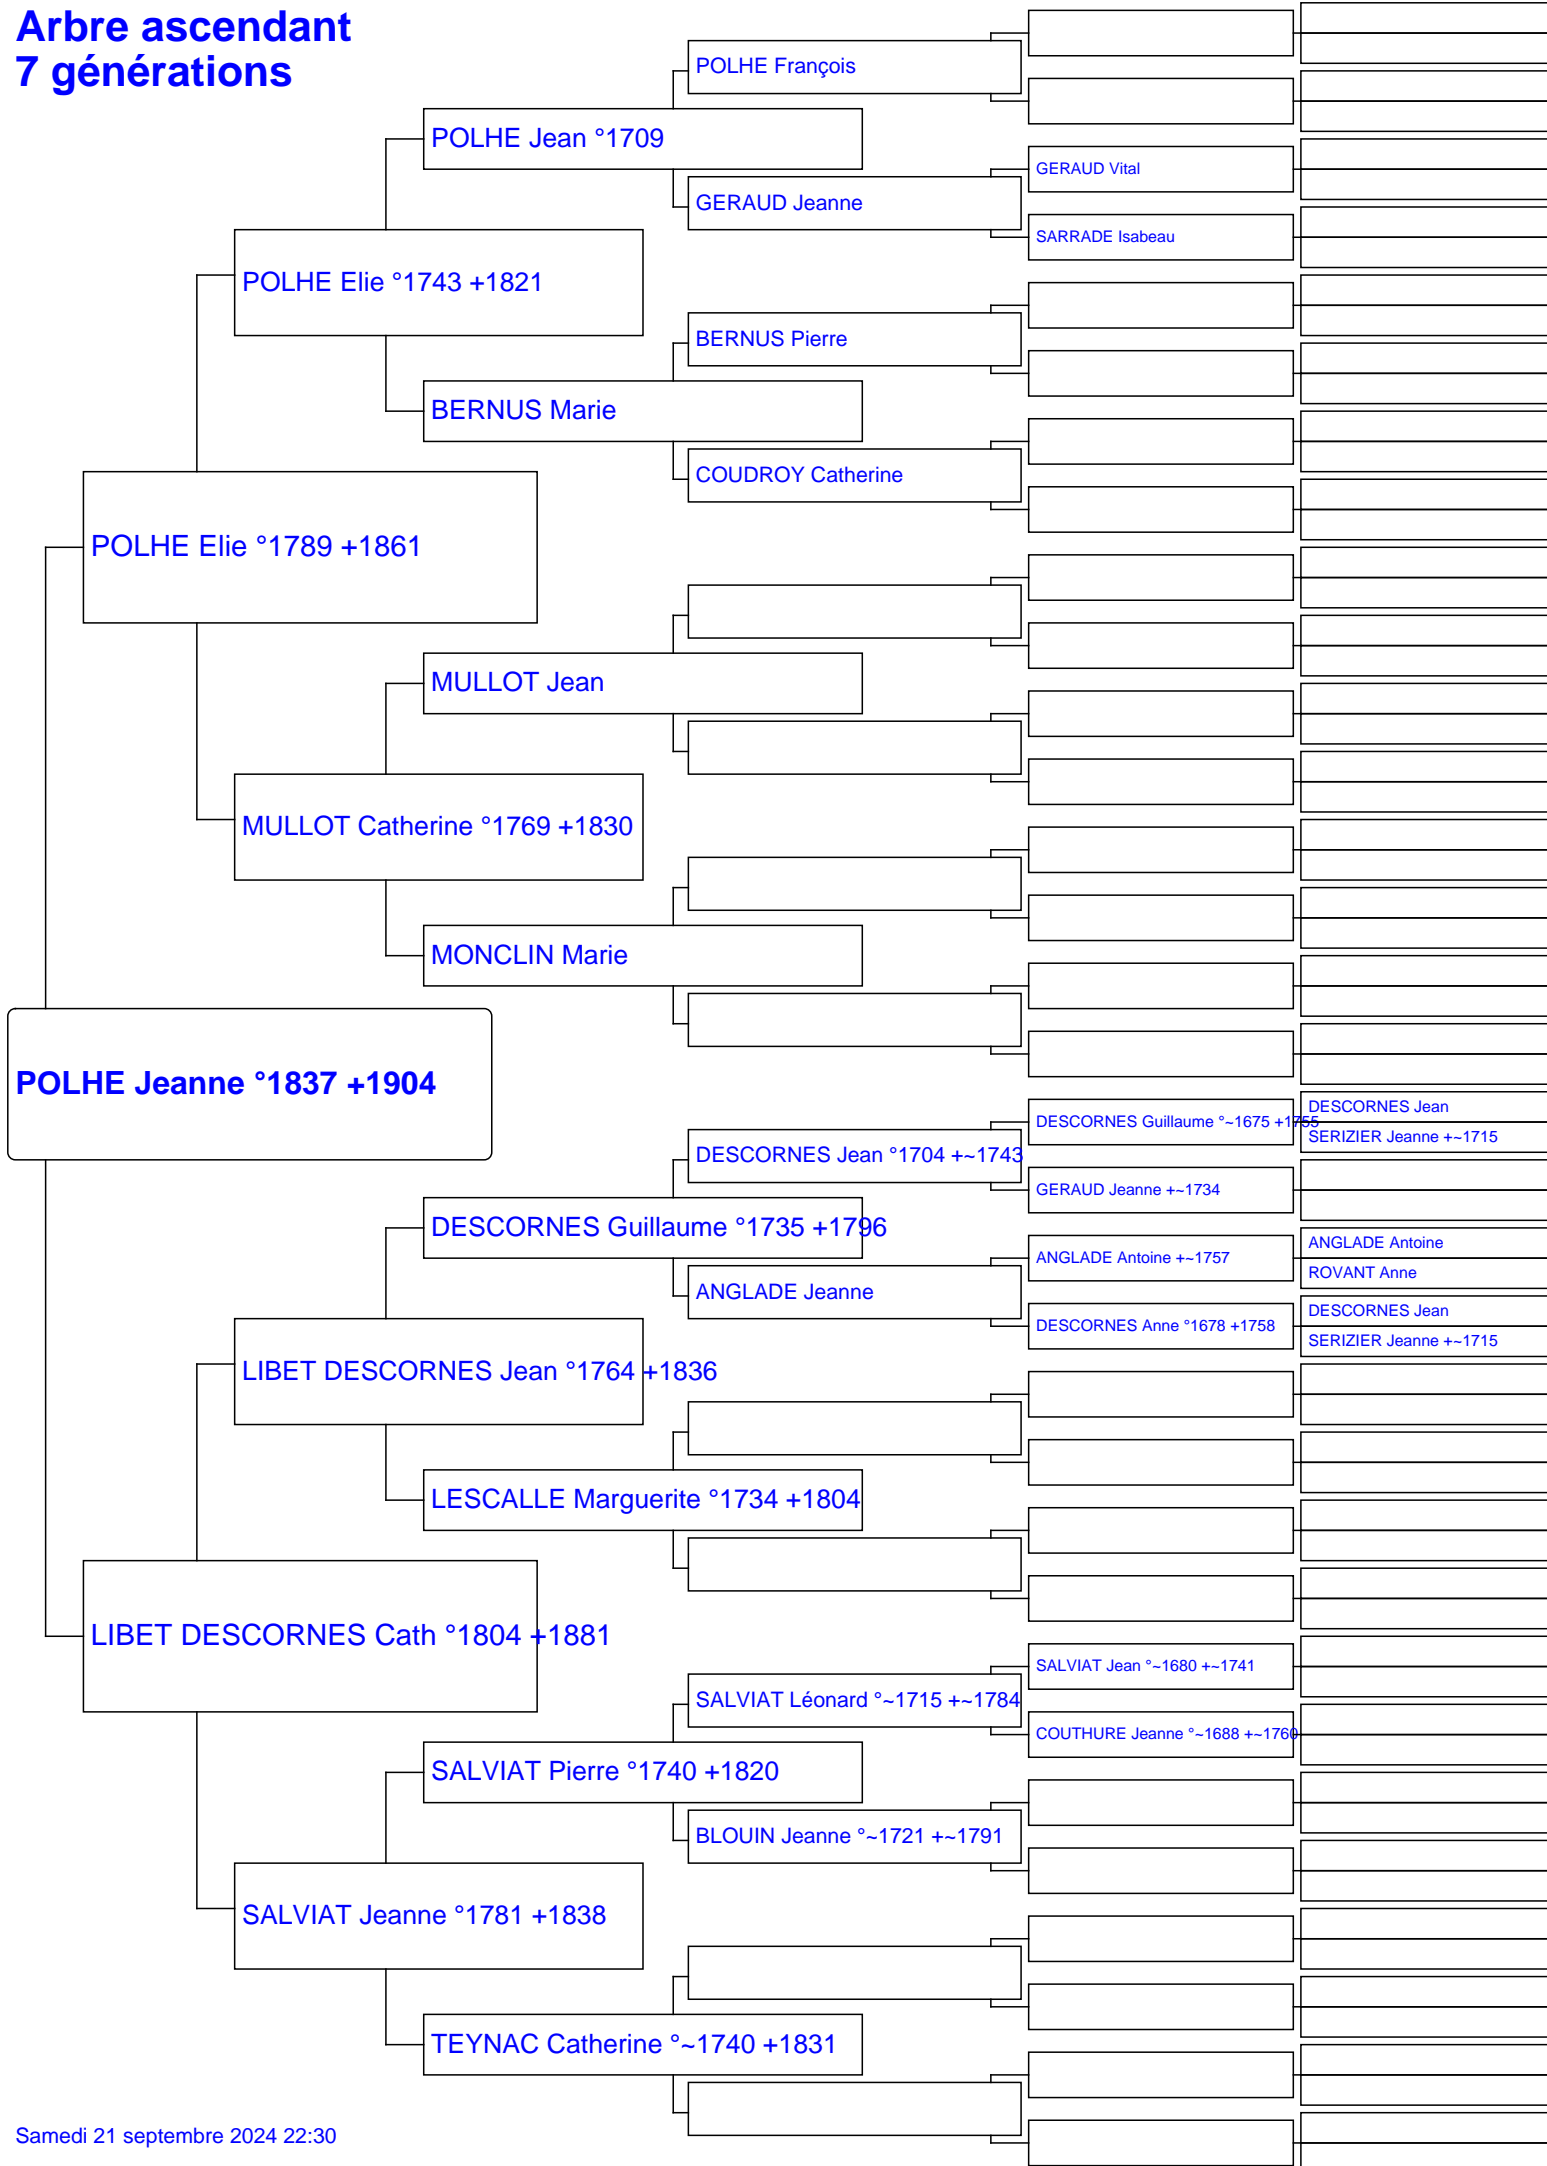 Arbre ascendant
7 générations
POLHE François
POLHE Jean °1709
GERAUD Vital
GERAUD Jeanne
SARRADE Isabeau
POLHE Elie °1743 +1821
BERNUS Pierre
BERNUS Marie
COUDROY Catherine
POLHE Elie °1789 +1861
MULLOT Jean
MULLOT Catherine °1769 +1830
MONCLIN Marie
POLHE Jeanne °1837 +1904
DESCORNES Jean
DESCORNES Guillaume °~1675 +1755
SERIZIER Jeanne +~1715
DESCORNES Jean °1704 +~1743
GERAUD Jeanne +~1734
DESCORNES Guillaume °1735 +1796
ANGLADE Antoine
ANGLADE Antoine +~1757
ROVANT Anne
ANGLADE Jeanne
DESCORNES Jean
DESCORNES Anne °1678 +1758
SERIZIER Jeanne +~1715
LIBET DESCORNES Jean °1764 +1836
LESCALLE Marguerite °1734 +1804
LIBET DESCORNES Cath °1804 +1881
SALVIAT Jean °~1680 +~1741
SALVIAT Léonard °~1715 +~1784
COUTHURE Jeanne °~1688 +~1760
SALVIAT Pierre °1740 +1820
BLOUIN Jeanne °~1721 +~1791
SALVIAT Jeanne °1781 +1838
TEYNAC Catherine °~1740 +1831
Samedi 21 septembre 2024 22:30